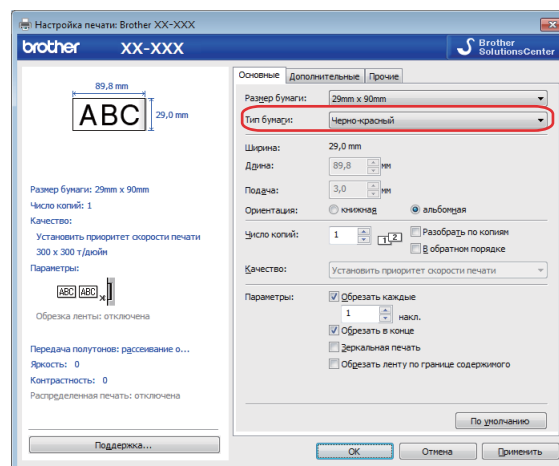 Настройка печати: Brother XX-XXX
brother XX-XXX
Brother
SolutionsCenter
89,8 mm
ABC
29,0 mm
Размер бумаги: 29mm x 90mm
Число копий: 1
Качество:
Установить приоритет скорости печати
300 x 300 т/дюйм
Параметры:
ABC ABC x
Обрезка ленты: отключена
Передача полутонов: рассеивание о...
Яркость: 0
Контрастность: 0
Распределенная печать: отключена
Поддержка...
Основные Дополнительные Прочие
Размер бумаги: 29mm x 90mm
Тип бумаги: Черно-красный
Ширина: 29,0 mm
Длина: 89,8 мм
Подача: 3,0 мм
Ориентация: книжная альбомная
Число копий: 1 1 2 Разобрать по копиям
В обратном порядке
Качество: Установить приоритет скорости печати
Параметры: Обрезать каждые
1 накл.
Обрезать в конце
Зеркальная печать
Обрезать ленту по границе содержимого
По умолчанию
ОК Отмена Применить